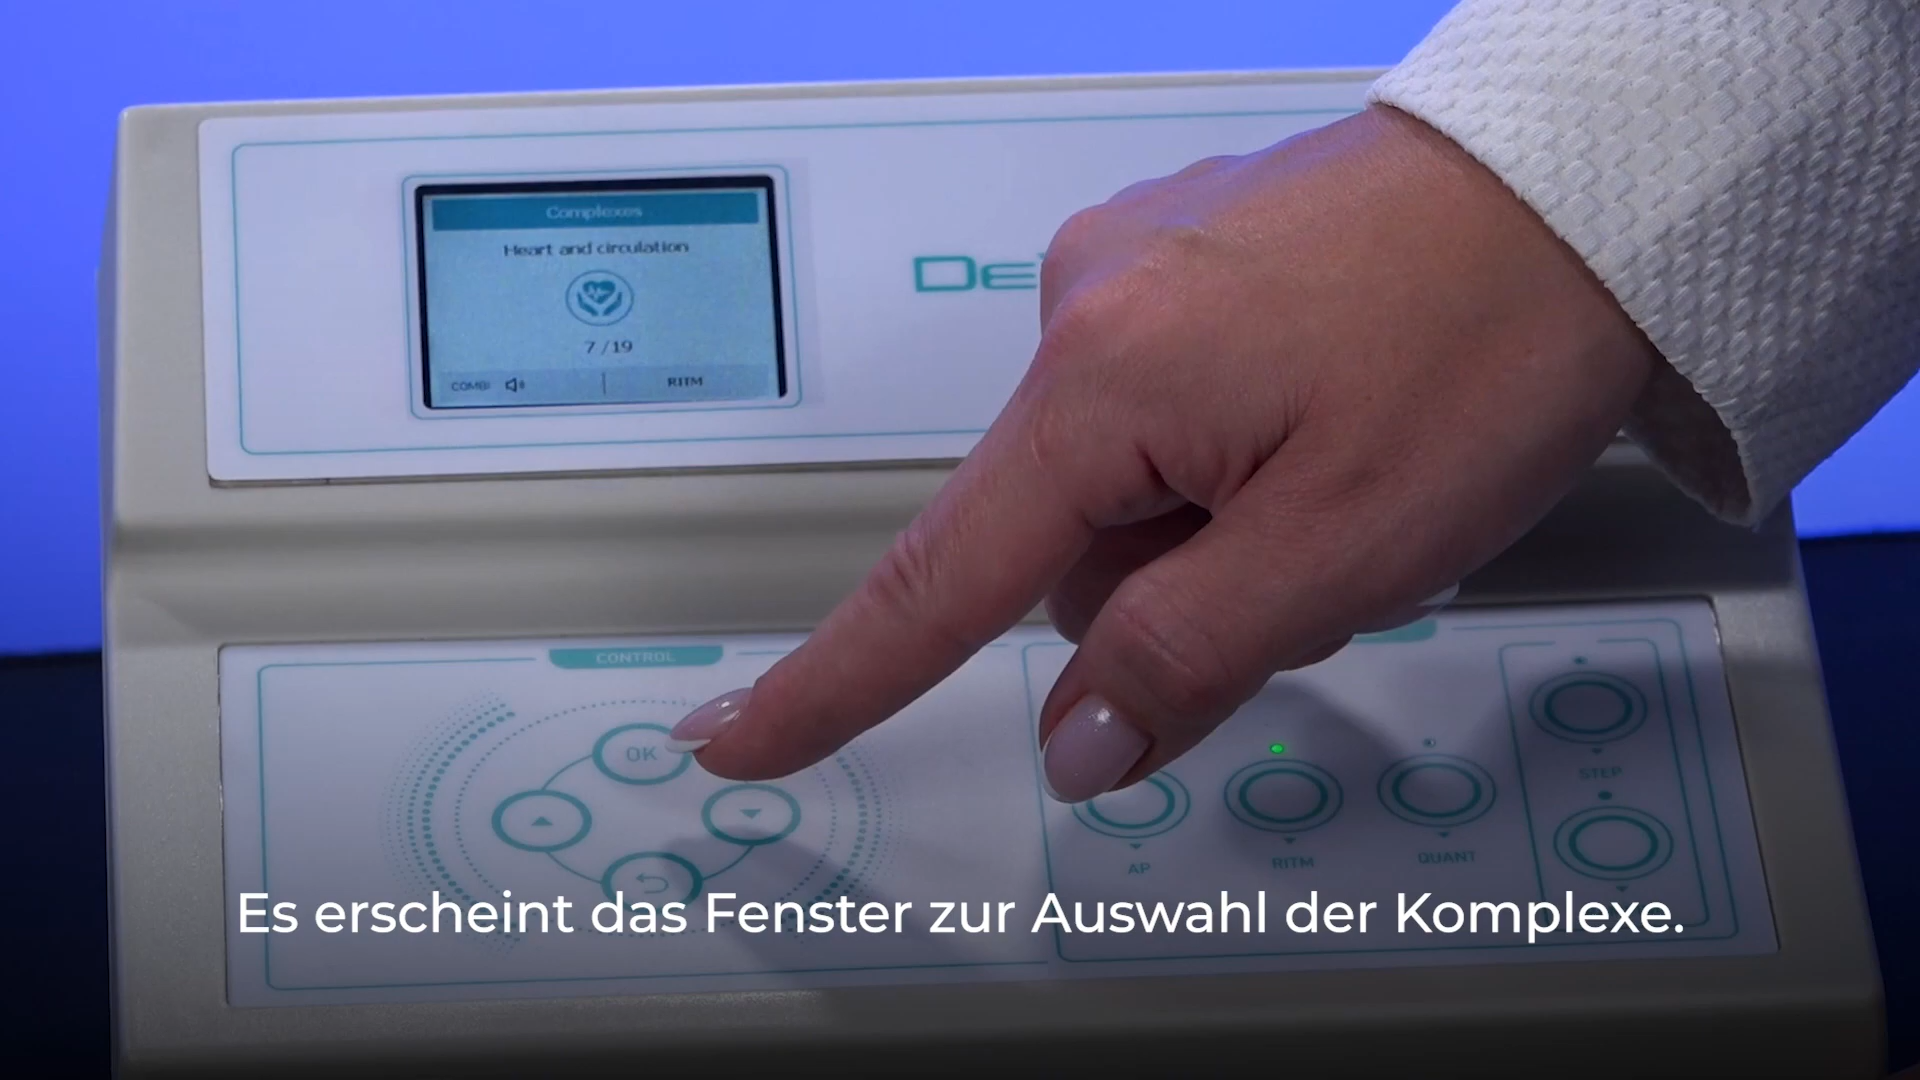 Complexes
Heart and circulation
7 /19
COMBI
RITM
CONTROL
OK
STEP
AP
RITM
QUANT
Es erscheint das Fenster zur Auswahl der Komplexe.